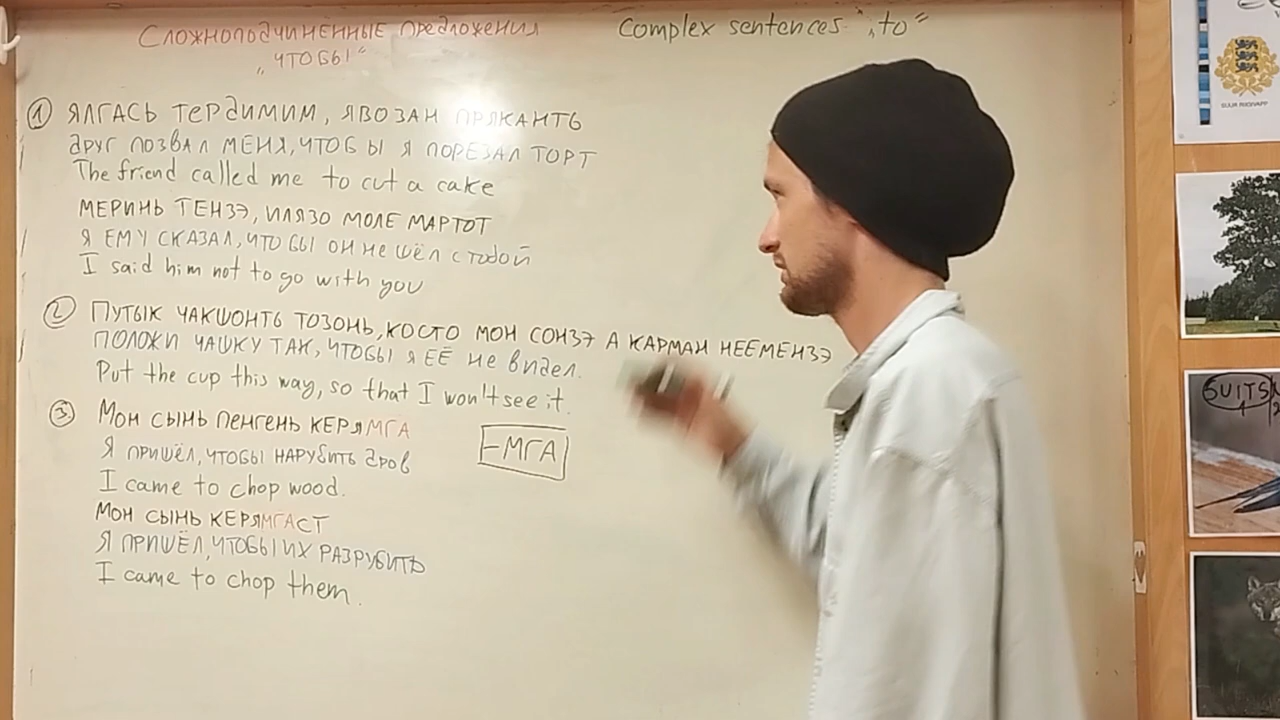 Сложноподчинённые предложения
„чтобы“
Complex sentences „to“
① ЯЛГАСЬ ТЕРДИМИМ, ЯВОЗАН ПРЯКАНТЬ
ДРУГ ПОЗВАЛ МЕНЯ, ЧТОБЫ Я ПОРЕЗАЛ ТОРТ
The friend called me to cut a cake
МЕРИНЬ ТЕНЗЭ, ИЛЯЗО МОЛЕ МАРТОТ
Я ЕМУ СКАЗАЛ, ЧТО БЫ ОН НЕ ШЁЛ С ТОБОЙ
I said him not to go with you
② ПУТЫК ЧАКШОНТЬ ТОЗОНЬ, КОСТО МОН СОНЗЭ А КАРМАН НЕЕМЕНЗЭ
ПОЛОЖИ ЧАШКУ ТАК, ЧТОБЫ Я ЕЁ НЕ ВИДЕЛ.
Put the cup this way, so that I won't see it.
③ МОН СЫНЬ ПЕНГЕНЬ КЕРЯМГА
-МГА
Я ПРИШЁЛ, ЧТОБЫ НАРУБИТЬ ДРОВ
I came to chop wood.
МОН СЫНЬ КЕРЯМГАСТ
Я ПРИШЁЛ, ЧТОБЫ ИХ РАЗРУБИТЬ
I came to chop them.
SUITS